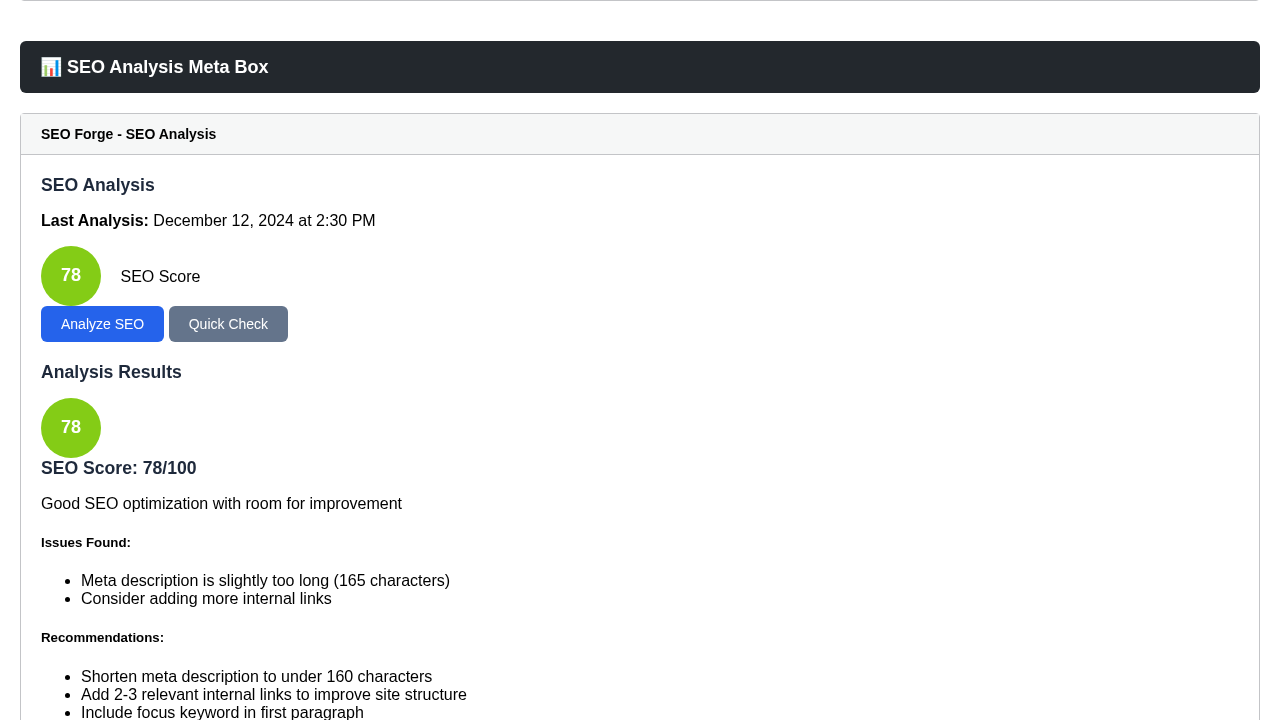 📊 SEO Analysis Meta Box
SEO Forge - SEO Analysis
SEO Analysis
Last Analysis: December 12, 2024 at 2:30 PM
78 SEO Score
Analyze SEO Quick Check
Analysis Results
78
SEO Score: 78/100
Good SEO optimization with room for improvement
Issues Found:
• Meta description is slightly too long (165 characters)
• Consider adding more internal links
Recommendations:
• Shorten meta description to under 160 characters
• Add 2-3 relevant internal links to improve site structure
• Include focus keyword in first paragraph